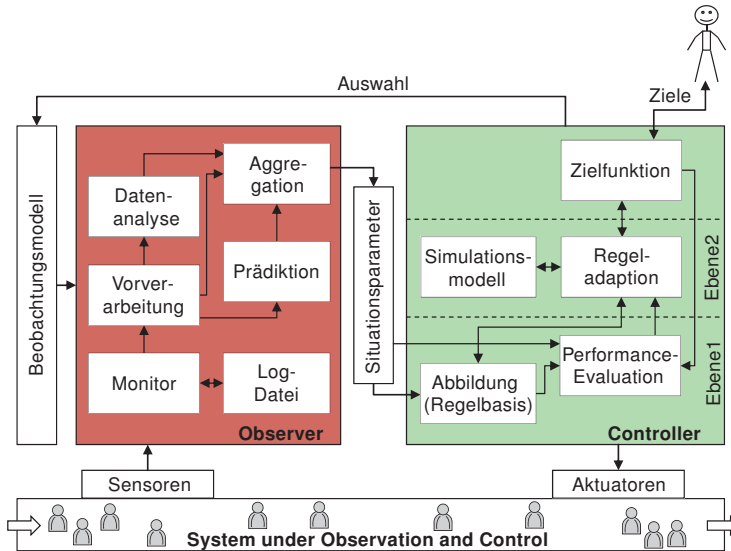 Auswahl
Ziele
Beobachtungsmodell
Daten-
analyse
Aggre-
gation
Vorver-
arbeitung
Prädiktion
Monitor
Log-
Datei
Observer
Situationsparameter
Zielfunktion
Simulations-
modell
Regel-
adaption
Ebene2
Abbildung
(Regelbasis)
Performance-
Evaluation
Ebene1
Controller
Sensoren
Aktuatoren
System under Observation and Control